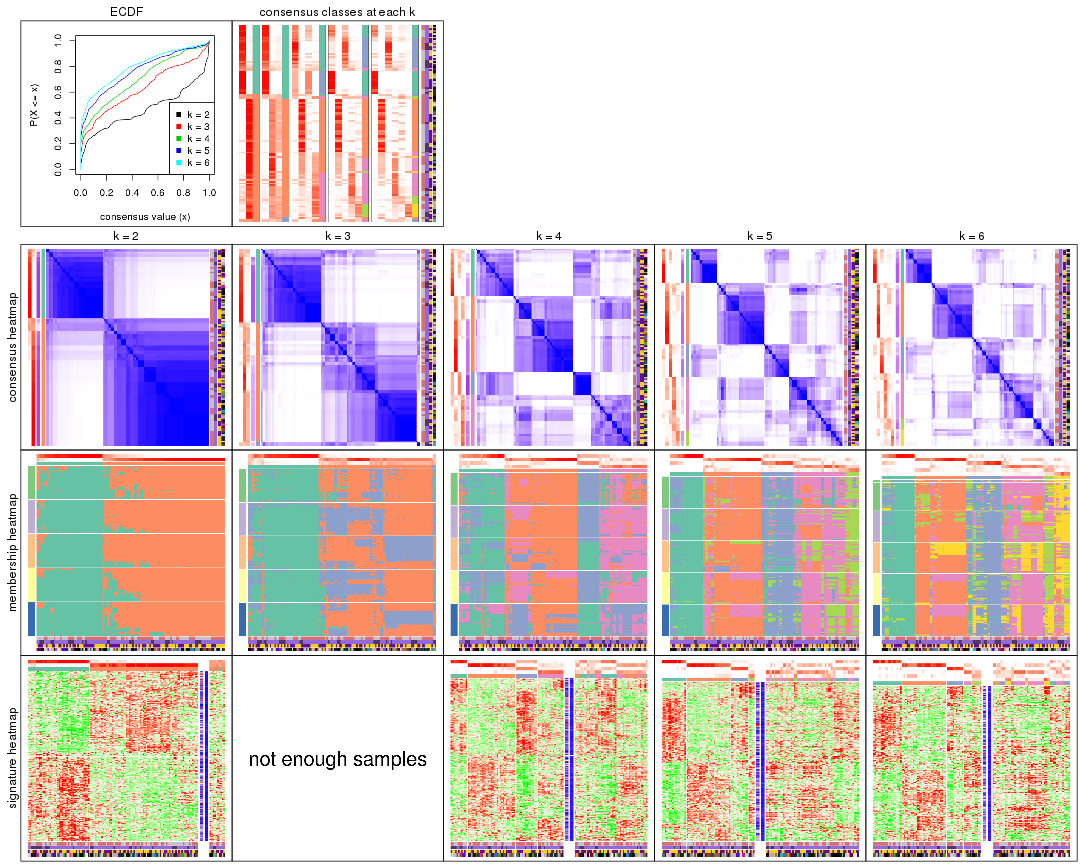 ECDF
consensus classes at each k
P(X <= x)
0.0
0.2
0.4
0.6
0.8
1.0
k = 2
k = 3
k = 4
k = 5
k = 6
0.0 0.2 0.4 0.6 0.8 1.0
consensus value (x)
k = 2
k = 3
k = 4
k = 5
k = 6
consensus heatmap
membership heatmap
signature heatmap
not enough samples